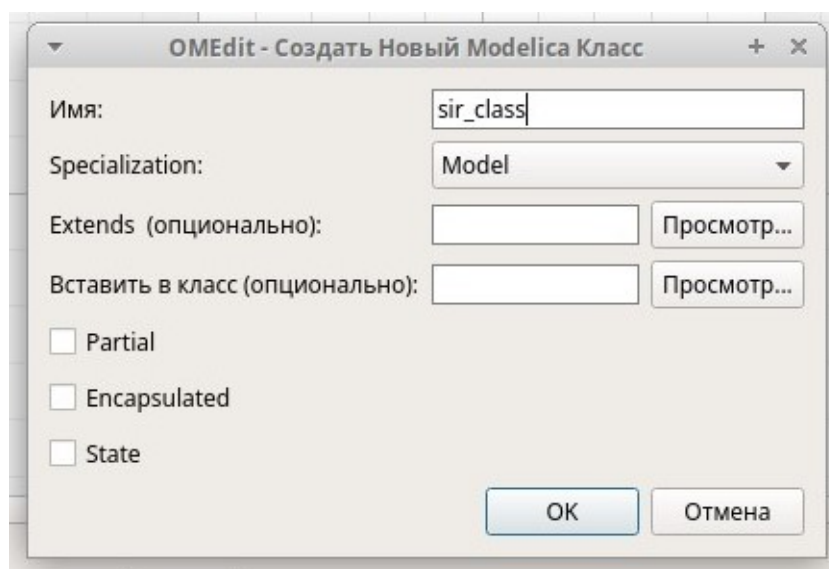 OMEdit - Создать Новый Modelica Класс
Имя: sir_class
Specialization: Model
Extends (опционально): Просмотр...
Вставить в класс (опционально): Просмотр...
Partial
Encapsulated
State
OK Отмена